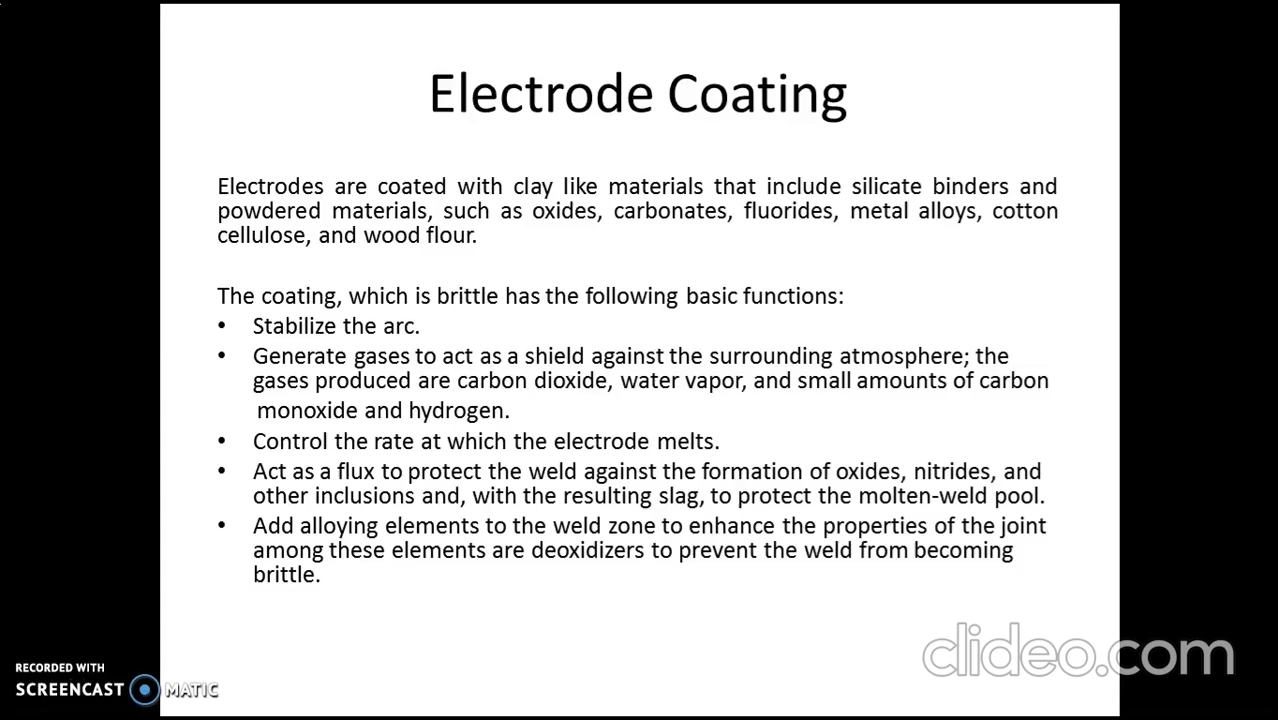 Electrode Coating
Electrodes are coated with clay like materials that include silicate binders and
powdered materials, such as oxides, carbonates, fluorides, metal alloys, cotton
cellulose, and wood flour.
The coating, which is brittle has the following basic functions:
• Stabilize the arc.
• Generate gases to act as a shield against the surrounding atmosphere; the
gases produced are carbon dioxide, water vapor, and small amounts of carbon
monoxide and hydrogen.
• Control the rate at which the electrode melts.
• Act as a flux to protect the weld against the formation of oxides, nitrides, and
other inclusions and, with the resulting slag, to protect the molten-weld pool.
• Add alloying elements to the weld zone to enhance the properties of the joint
among these elements are deoxidizers to prevent the weld from becoming
brittle.
clideo.com
RECORDED WITH
SCREENCAST MATIC